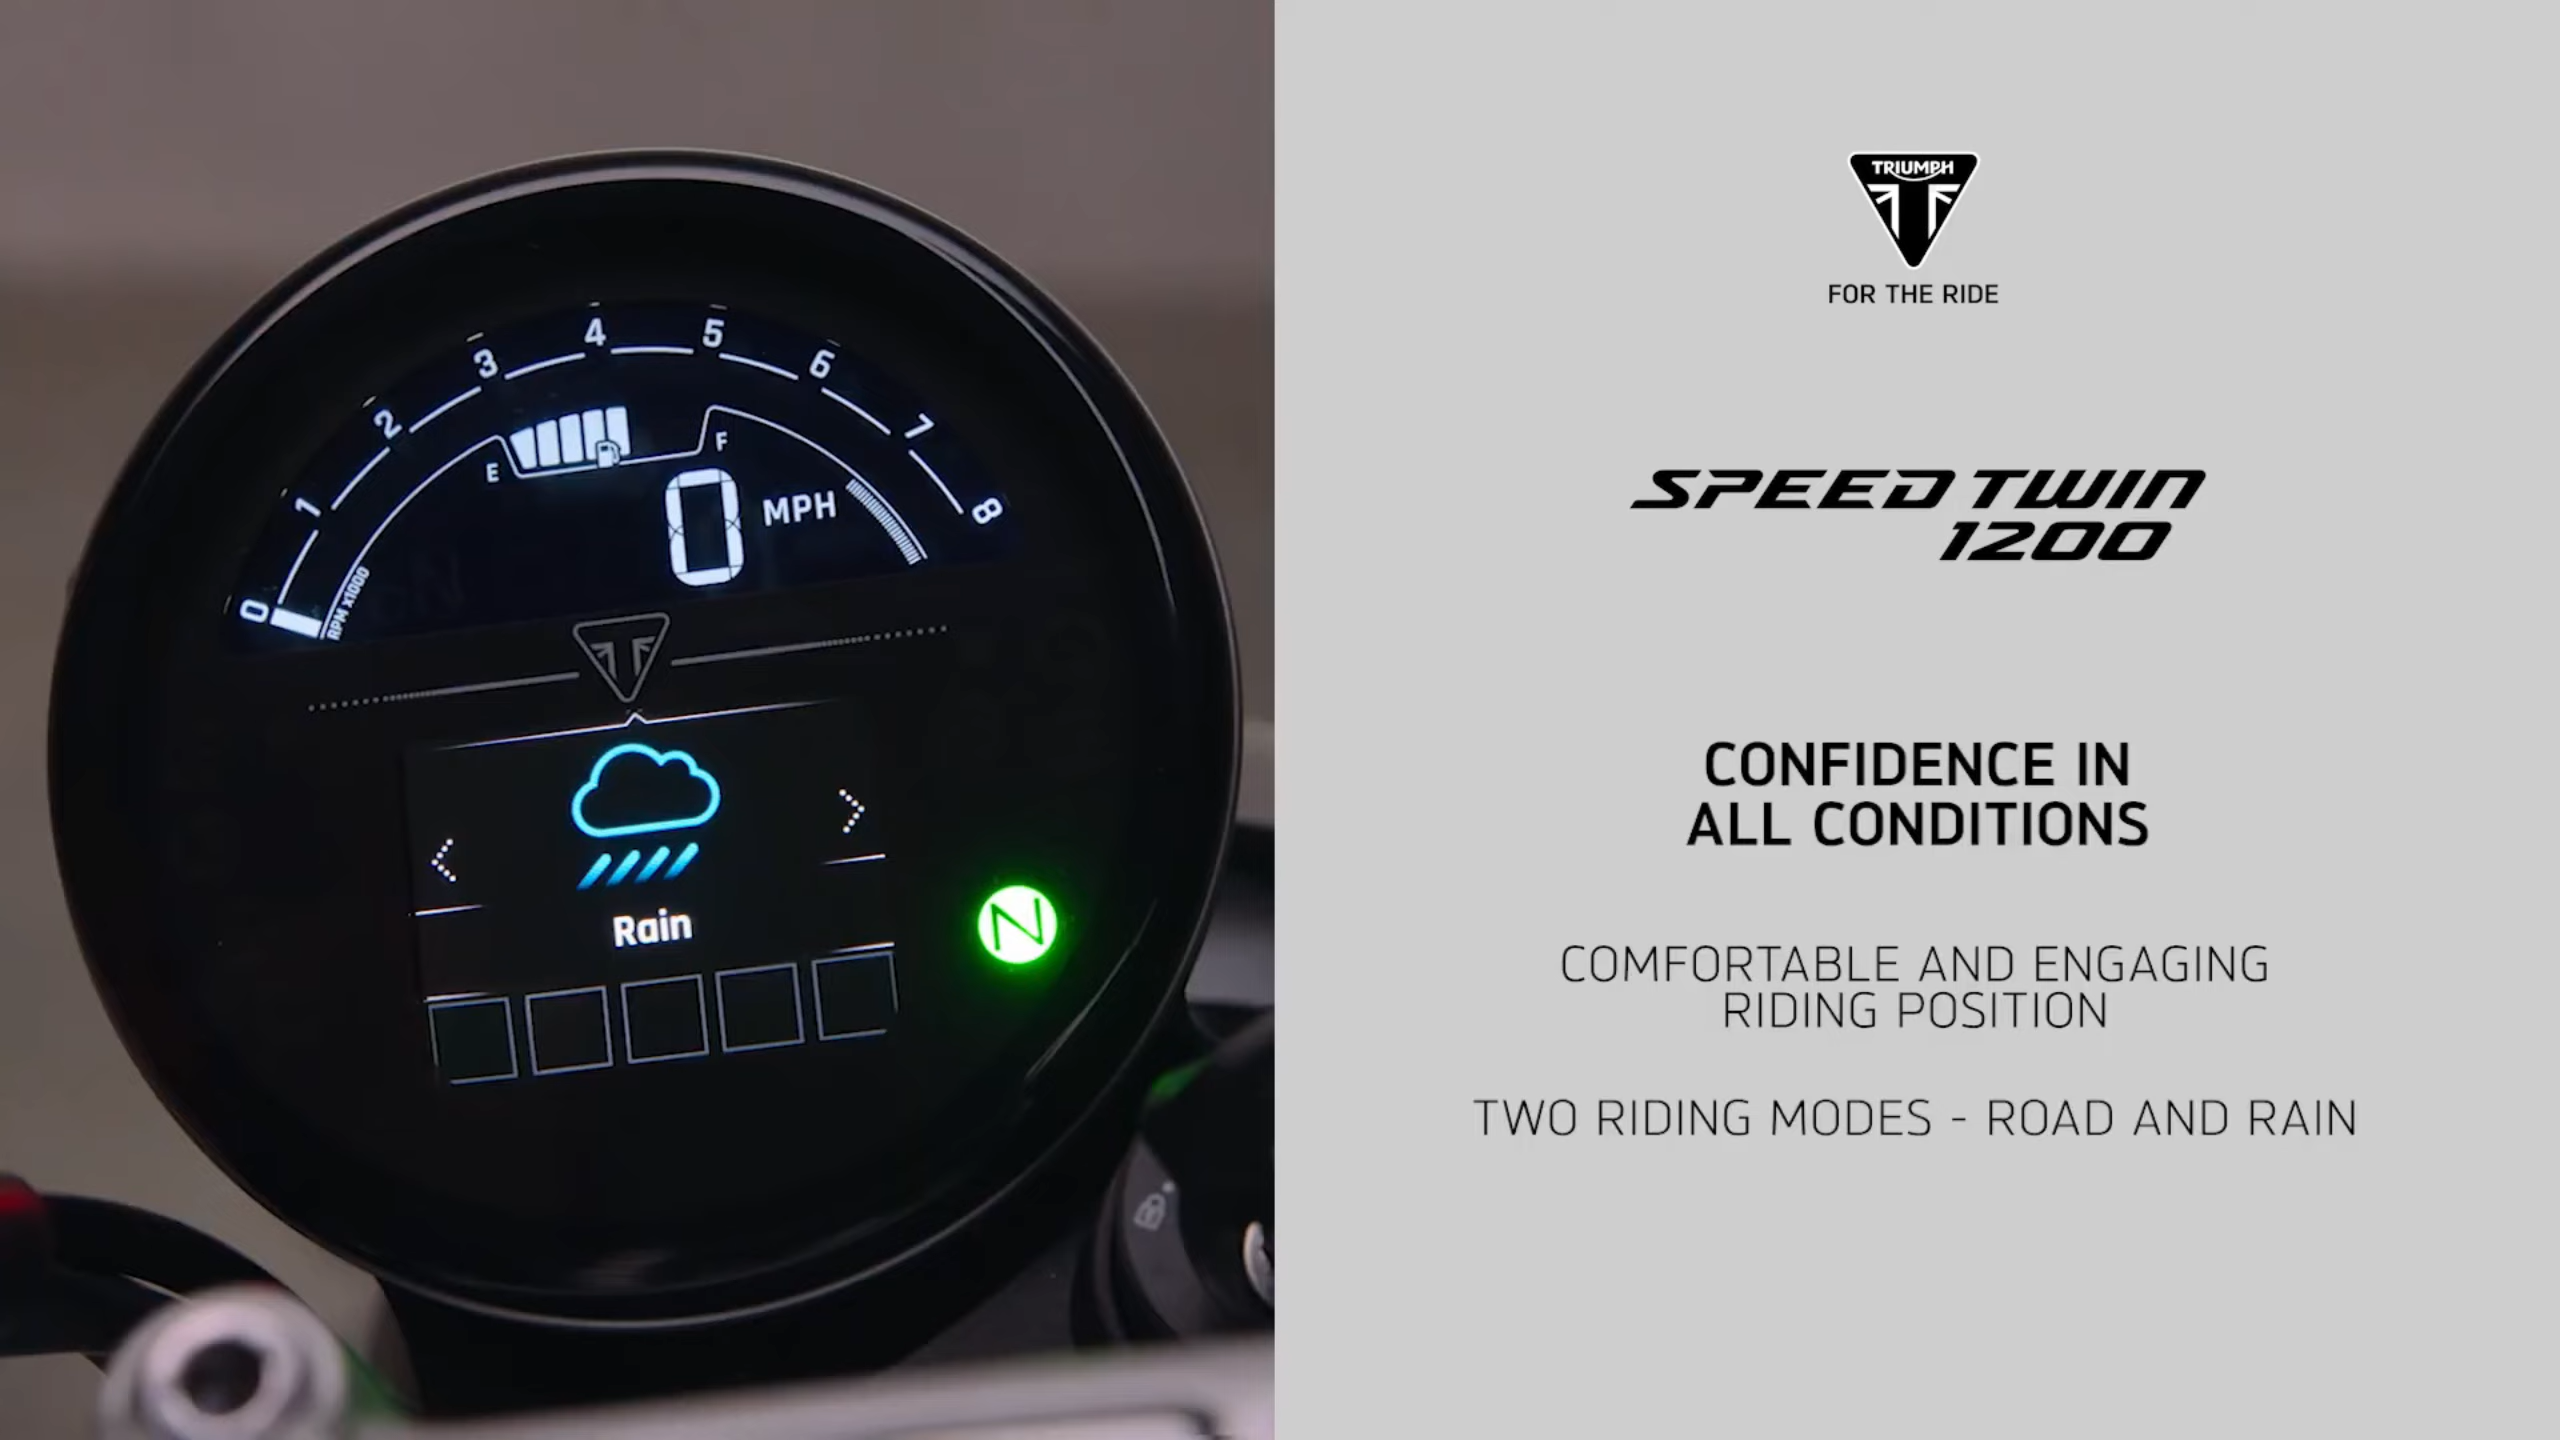 4
5
3
6
2
7
E
F
1
0 MPH
8
0
RPM x1000
Rain
N
TRIUMPH
FOR THE RIDE
SPEED TWIN
1200
CONFIDENCE IN
ALL CONDITIONS
COMFORTABLE AND ENGAGING
RIDING POSITION
TWO RIDING MODES - ROAD AND RAIN